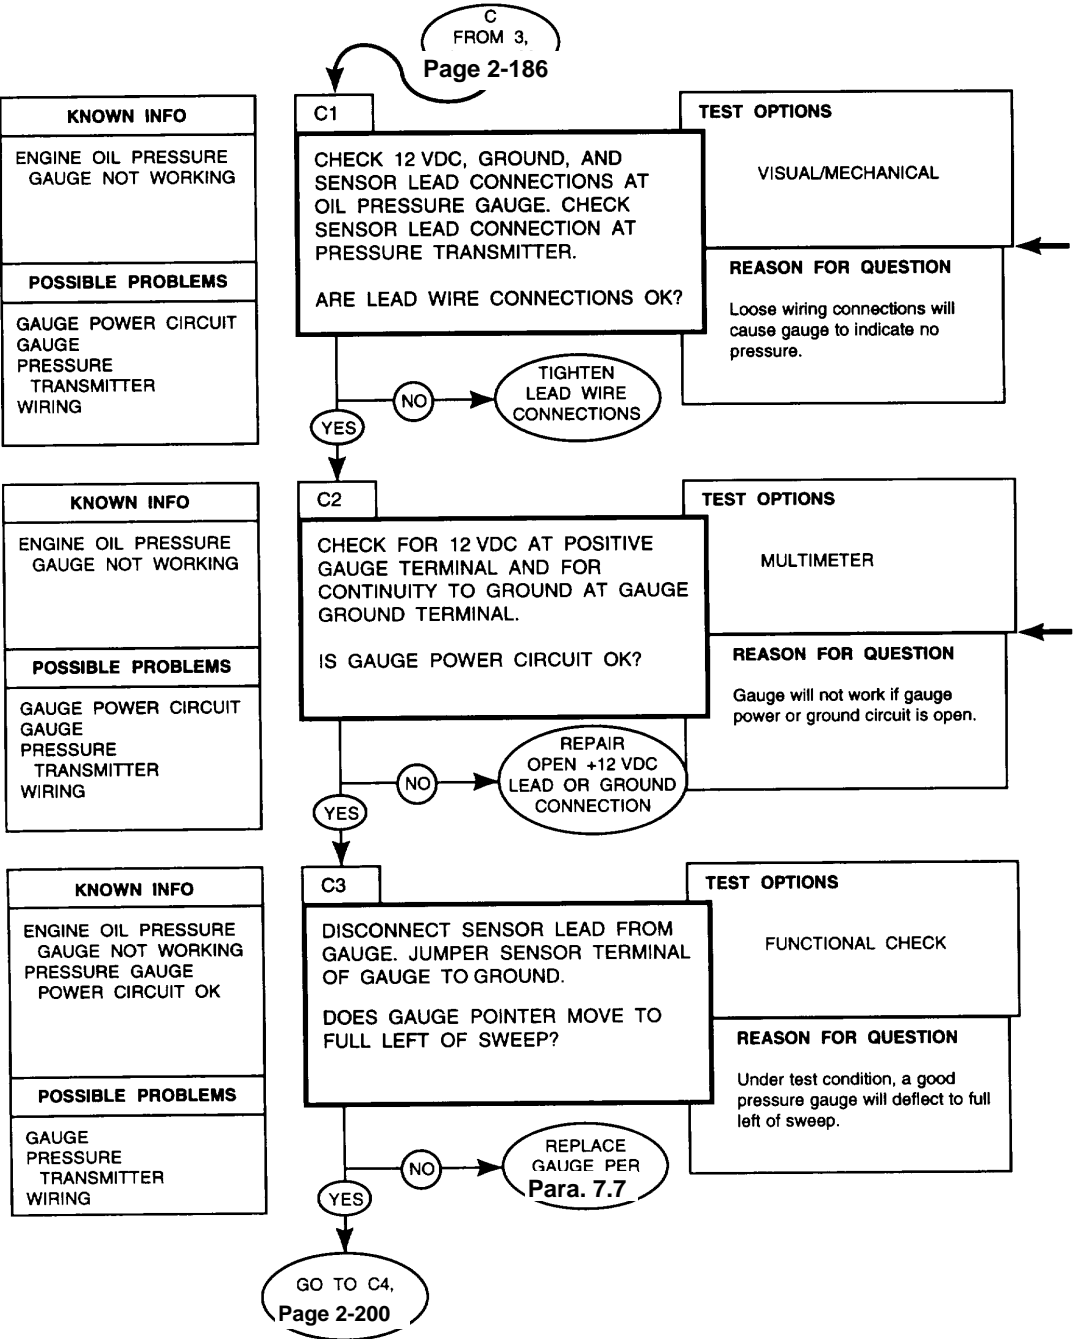 C
FROM 3,
Page 2-186
KNOWN INFO
ENGINE OIL PRESSURE
GAUGE NOT WORKING
POSSIBLE PROBLEMS
GAUGE POWER CIRCUIT
GAUGE
PRESSURE
TRANSMITTER
WIRING
C1
CHECK 12 VDC, GROUND, AND
SENSOR LEAD CONNECTIONS AT
OIL PRESSURE GAUGE. CHECK
SENSOR LEAD CONNECTION AT
PRESSURE TRANSMITTER.
ARE LEAD WIRE CONNECTIONS OK?
TEST OPTIONS
VISUAL/MECHANICAL
REASON FOR QUESTION
Loose wiring connections will
cause gauge to indicate no
pressure.
NO
TIGHTEN
LEAD WIRE
CONNECTIONS
YES
KNOWN INFO
ENGINE OIL PRESSURE
GAUGE NOT WORKING
POSSIBLE PROBLEMS
GAUGE POWER CIRCUIT
GAUGE
PRESSURE
TRANSMITTER
WIRING
C2
CHECK FOR 12 VDC AT POSITIVE
GAUGE TERMINAL AND FOR
CONTINUITY TO GROUND AT GAUGE
GROUND TERMINAL.
IS GAUGE POWER CIRCUIT OK?
TEST OPTIONS
MULTIMETER
REASON FOR QUESTION
Gauge will not work if gauge
power or ground circuit is open.
NO
REPAIR
OPEN +12 VDC
LEAD OR GROUND
CONNECTION
YES
KNOWN INFO
ENGINE OIL PRESSURE
GAUGE NOT WORKING
PRESSURE GAUGE
POWER CIRCUIT OK
POSSIBLE PROBLEMS
GAUGE
PRESSURE
TRANSMITTER
WIRING
C3
DISCONNECT SENSOR LEAD FROM
GAUGE. JUMPER SENSOR TERMINAL
OF GAUGE TO GROUND.
DOES GAUGE POINTER MOVE TO
FULL LEFT OF SWEEP?
TEST OPTIONS
FUNCTIONAL CHECK
REASON FOR QUESTION
Under test condition, a good
pressure gauge will deflect to full
left of sweep.
NO
REPLACE
GAUGE PER
Para. 7.7
YES
GO TO C4,
Page 2-200